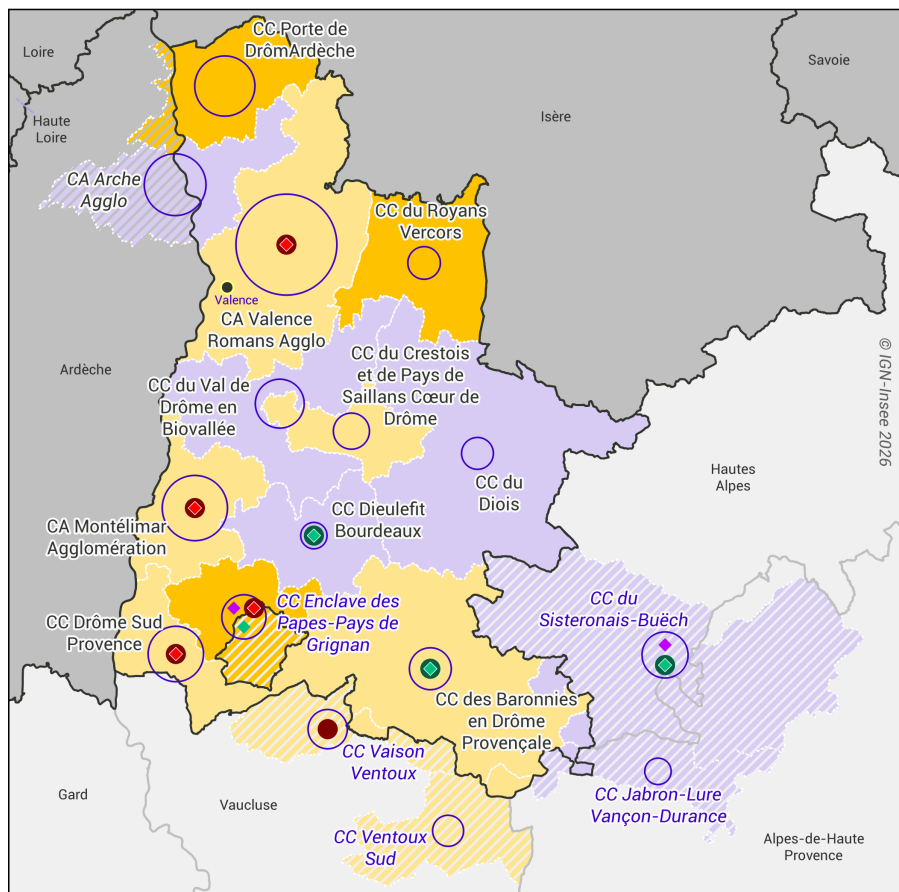 CC Porte de
DrômArdèche
Loire
Savoie
Haute
Loire
Isère
CA Arche
Agglo
CC du Royans
Vercors
Valence
CA Valence
Romans Agglo
© IGN-Insee 2026
Ardèche
CC du Crestois
et de Pays de
Saillans Cœur de
Drôme
CC du Val de
Drôme en
Biovallée
Hautes
Alpes
CC du
Diois
CC Dieulefit
Bourdeaux
CA Montélimar
Agglomération
CC Enclave des
Papes-Pays de
Grignan
CC du
Sisteronais-Buëch
CC Drôme Sud
Provence
CC des Baronnies
en Drôme
Provençale
CC Vaison
Ventoux
Gard
Vaucluse
CC Jabron-Lure
Vançon-Durance
CC Ventoux
Sud
Alpes-de-Haute
Provence